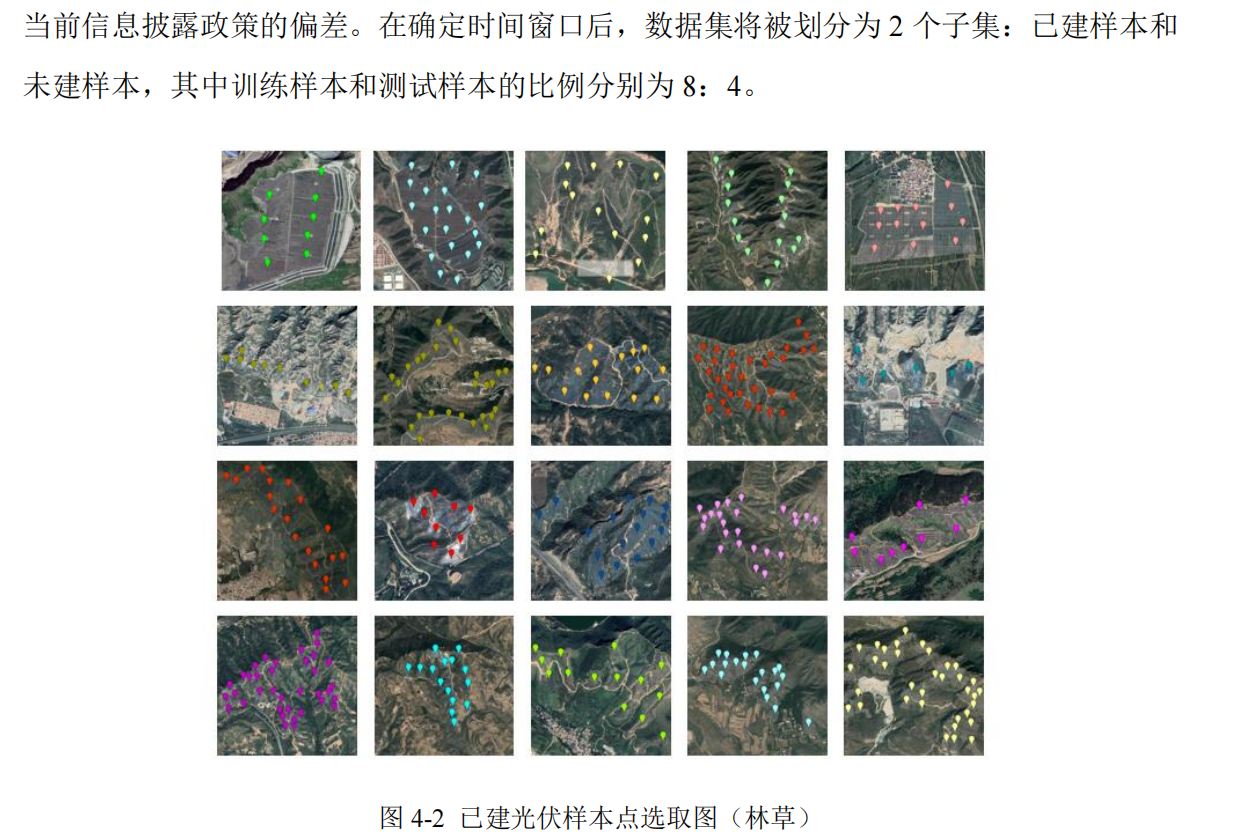 当前信息披露政策的偏差。在确定时间窗口后，数据集将被划分为 2 个子集：已建样本和
未建样本，其中训练样本和测试样本的比例分别为 8：4。
图 4-2 已建光伏样本点选取图（林草）